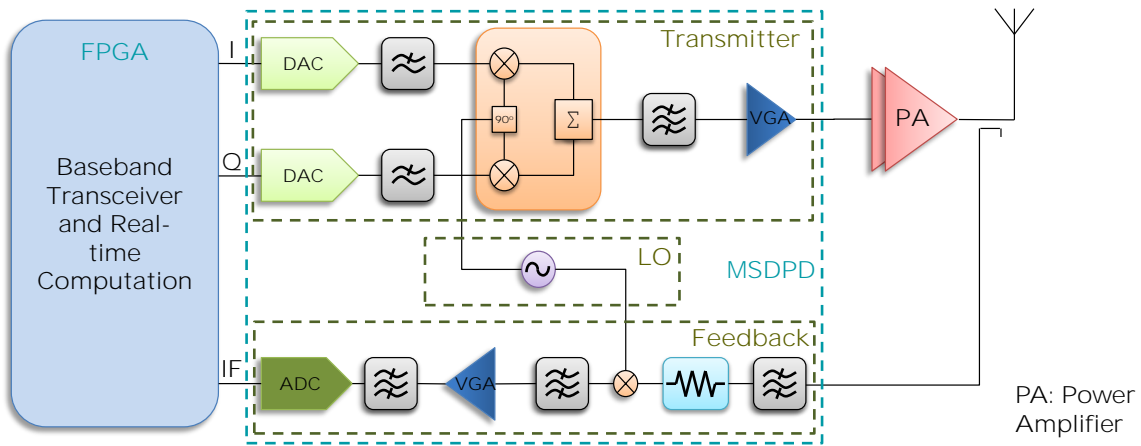 FPGA
Baseband
Transceiver
and Real-
time
Computation
I
Q
IF
Transmitter
DAC
DAC
90º
Σ
VGA
PA
LO
MSDPD
Feedback
ADC
VGA
PA: Power
Amplifier